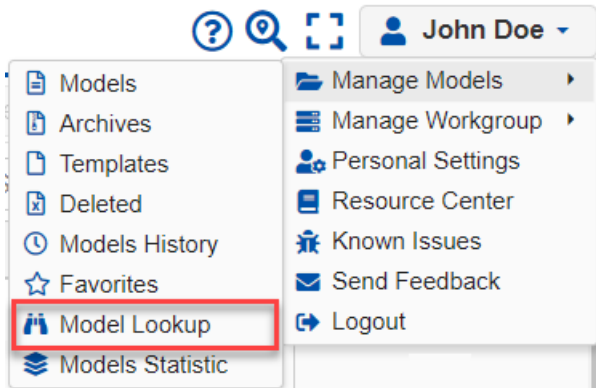 John Doe
Models
Archives
Templates
Deleted
Models History
Favorites
Model Lookup
Models Statistic
Manage Models
Manage Workgroup
Personal Settings
Resource Center
Known Issues
Send Feedback
Logout